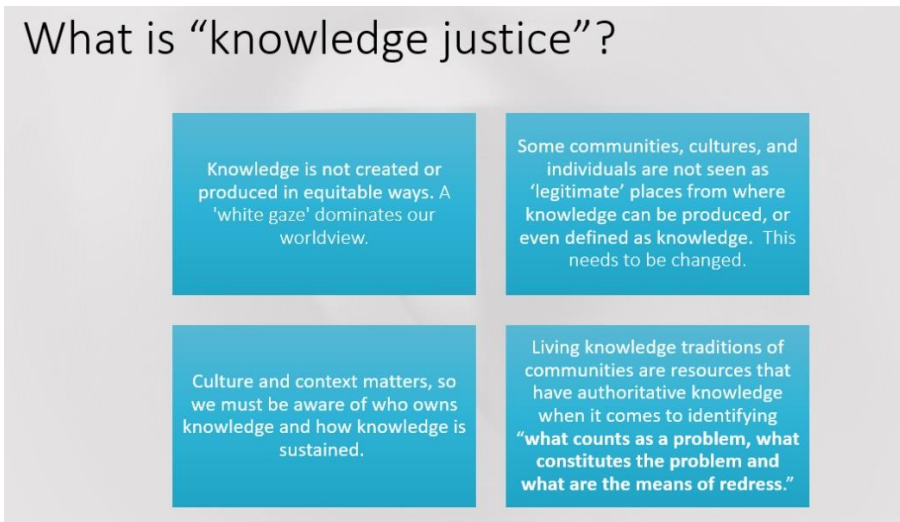 What is “knowledge justice”?
Knowledge is not created or
produced in equitable ways. A
'white gaze' dominates our
worldview.
Some communities, cultures, and
individuals are not seen as
‘legitimate’ places from where
knowledge can be produced, or
even defined as knowledge.  This
needs to be changed.
Culture and context matters, so
we must be aware of who owns
knowledge and how knowledge is
sustained.
Living knowledge traditions of
communities are resources that
have authoritative knowledge
when it comes to identifying
“what counts as a problem, what
constitutes the problem and
what are the means of redress.”